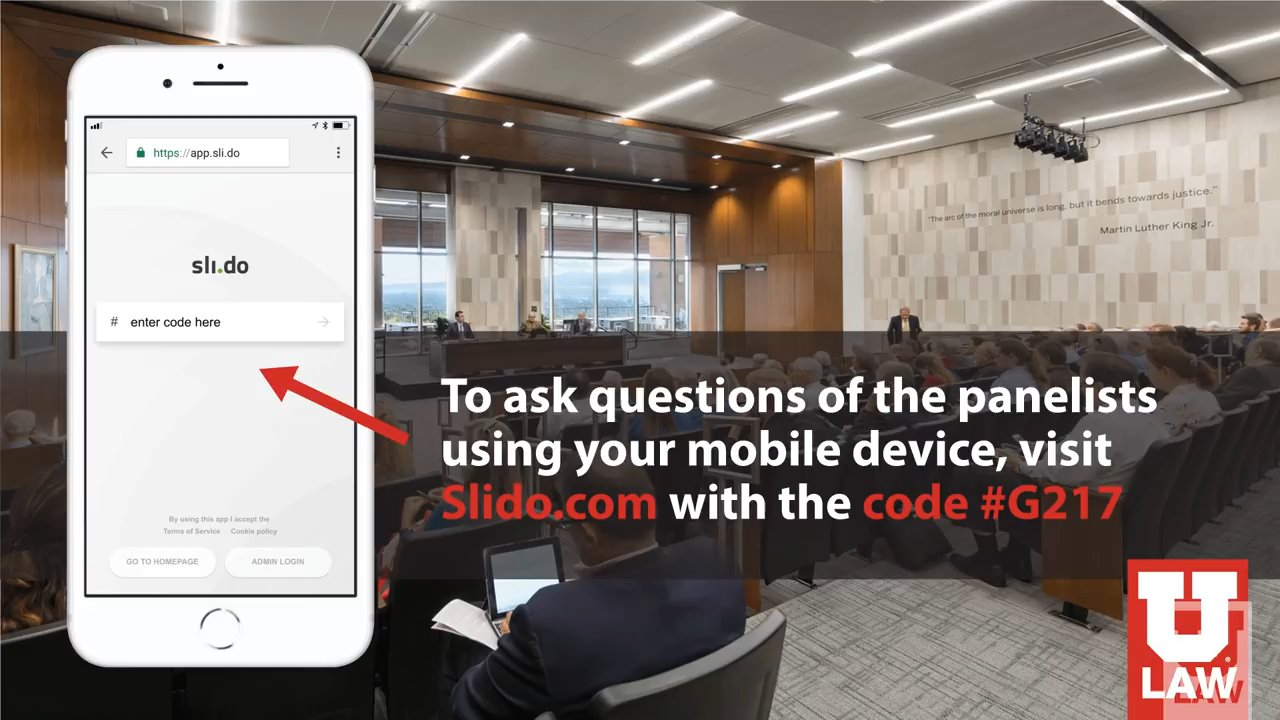 https://app.sli.do
sli.do
# enter code here
By using this app I accept the
Terms of Service Cookie policy
GO TO HOMEPAGE ADMIN LOGIN
"The arc of the moral universe is long, but it bends towards justice."
Martin Luther King Jr.
To ask questions of the panelists
using your mobile device, visit
Slido.com with the code #G217
U
®
LAW
U
LAW